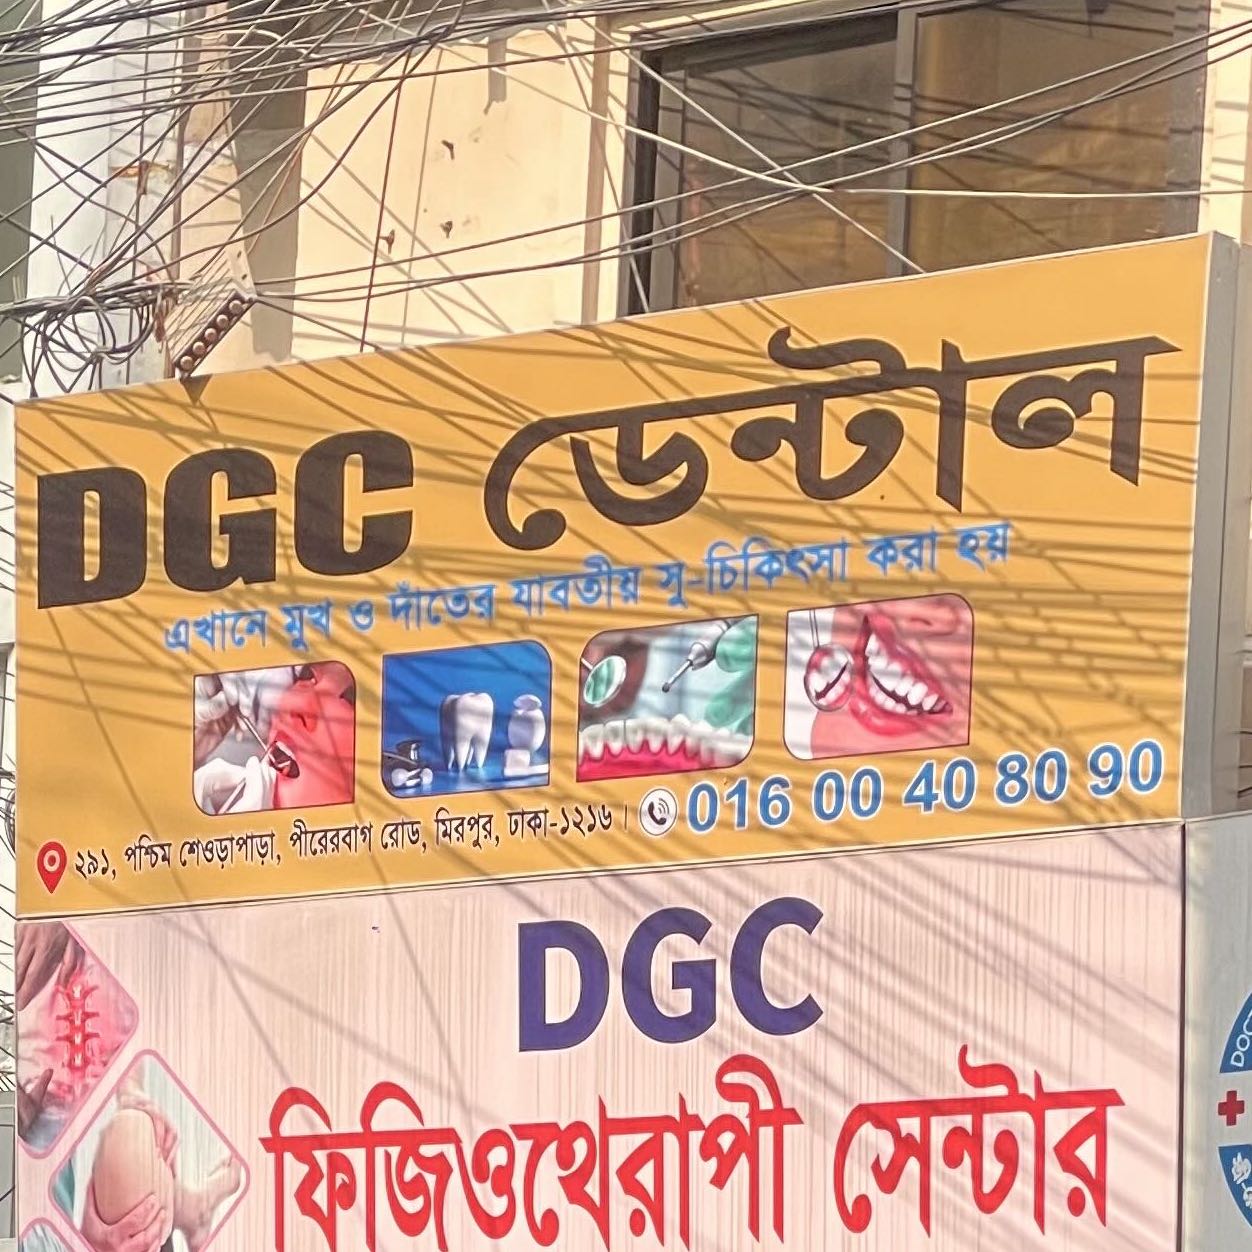 DGC ডেন্টাল
এখানে মুখ ও দাঁতের যাবতীয় সু-চিকিৎসা করা হয়
২৯১, পশ্চিম শেওড়াপাড়া, পীরেরবাগ রোড, মিরপুর, ঢাকা-১২১৬। 016 00 40 80 90
DGC
ফিজিওথেরাপী সেন্টার